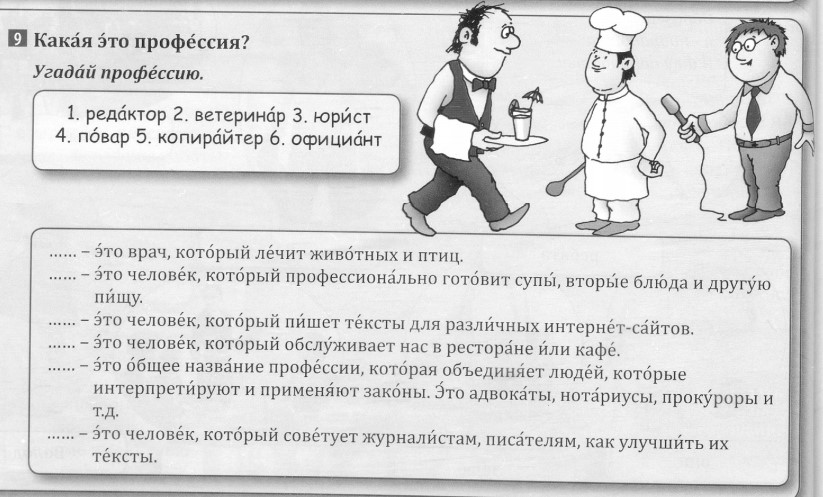 9 Кака́я э́то профе́ссия?
Угада́й профе́ссию.
1. реда́ктор 2. ветерина́р 3. юри́ст
4. по́вар 5. копира́йтер 6. официа́нт
...... – э́то врач, кото́рый ле́чит живо́тных и птиц.
...... – э́то челове́к, кото́рый профессиона́льно гото́вит супы́, вторы́е блю́да и другу́ю
пи́щу.
...... – э́то челове́к, кото́рый пи́шет те́ксты для разли́чных интерне́т-са́йтов.
...... – э́то челове́к, кото́рый обслу́живает нас в рестора́не и́ли кафе́.
...... – э́то о́бщее назва́ние профе́ссии, кото́рая объединя́ет люде́й, кото́рые
интерпрети́руют и применя́ют зако́ны. Э́то адвока́ты, нота́риусы, прокуро́ры и
т.д.
...... – э́то челове́к, кото́рый сове́тует журнали́стам, писа́телям, как улучши́ть их
те́ксты.